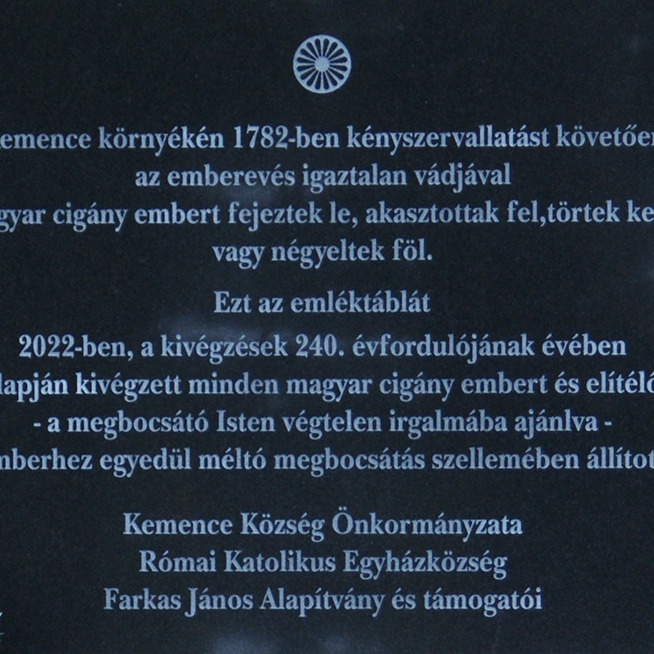 emence környékén 1782-ben kényszervallatást követőe
az emberevés igaztalan vádjával
gyar cigány embert fejeztek le, akasztottak fel,törtek ke
vagy négyeltek föl.
Ezt az emléktáblát
2022-ben, a kivégzések 240. évfordulójának évében
lapján kivégzett minden magyar cigány embert és elítélő
- a megbocsátó Isten végtelen irgalmába ajánlva -
mberhez egyedül méltó megbocsátás szellemében állítot
Kemence Község Önkormányzata
Római Katolikus Egyházközség
Farkas János Alapítvány és támogatói